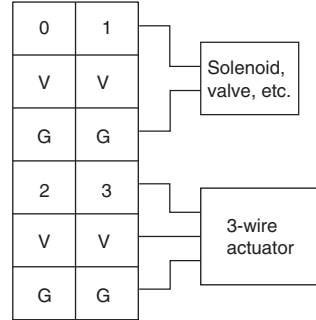 0 1
V V
G G
2 3
V V
G G
Solenoid,
valve, etc.
3-wire
actuator